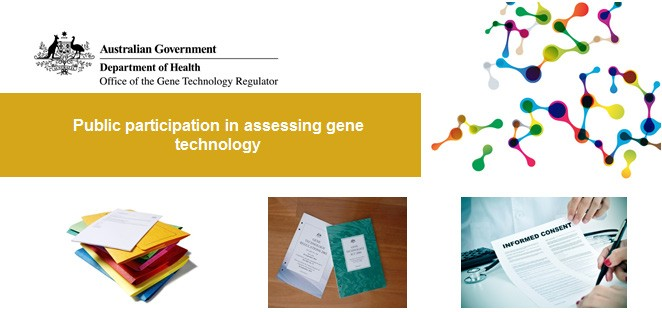 Australian Government
Department of Health
Office of the Gene Technology Regulator
Public participation in assessing gene
technology
INFORMED CONSENT